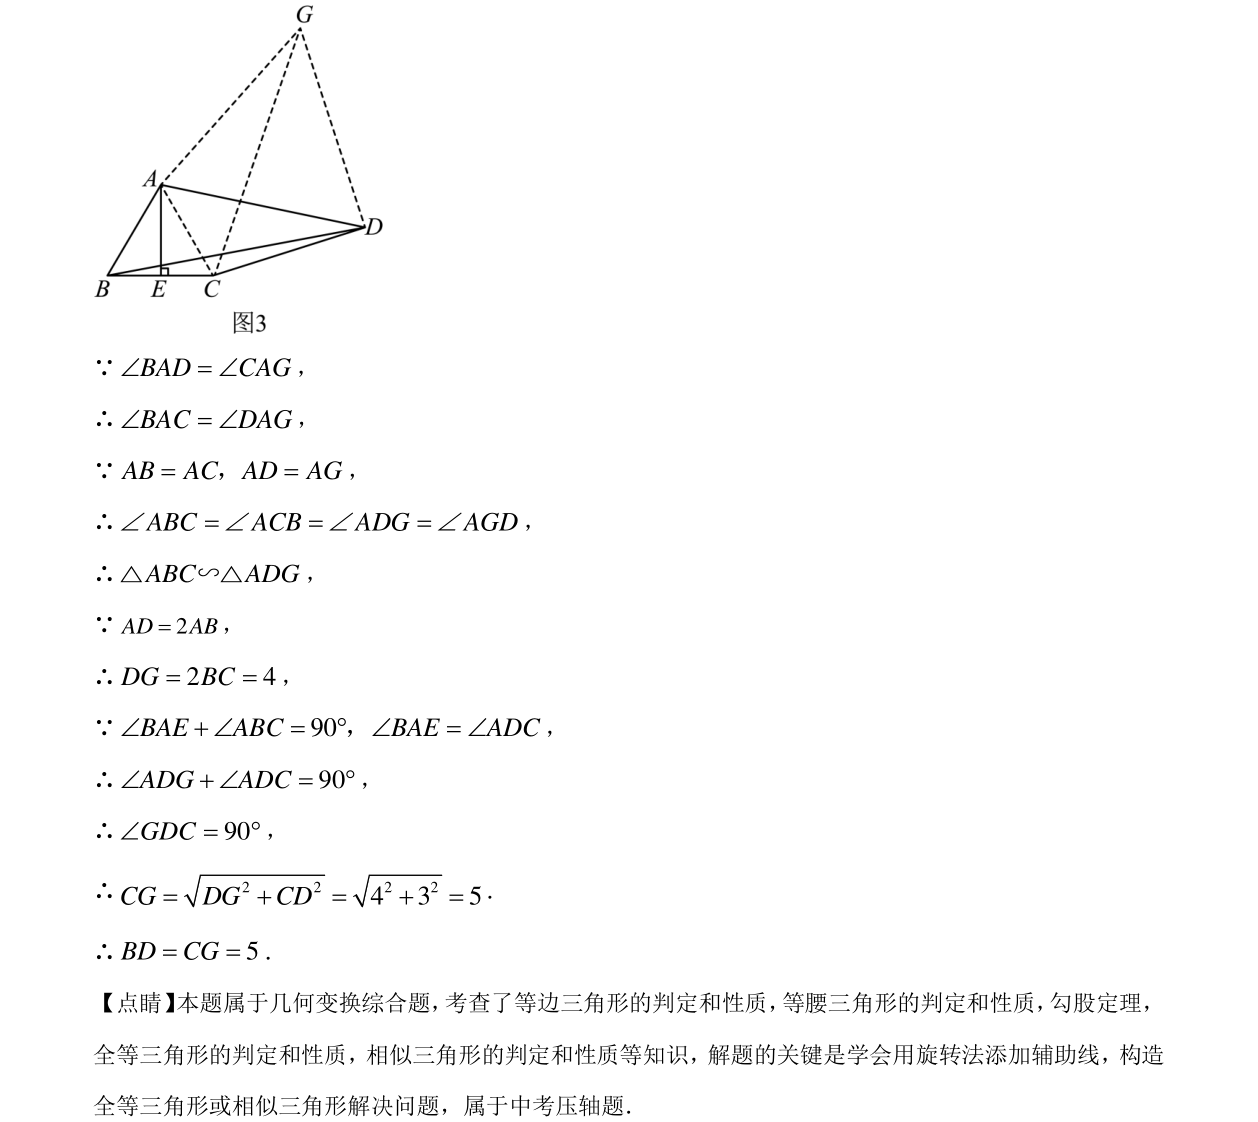 G
A
D
B E C
图3
∵ ∠BAD = ∠CAG，
∴ ∠BAC = ∠DAG，
∵ AB = AC，AD = AG，
∴ ∠ABC = ∠ACB = ∠ADG = ∠AGD，
∴ △ABC∽△ADG，
∵ AD = 2AB，
∴ DG = 2BC = 4，
∵ ∠BAE + ∠ABC = 90°，∠BAE = ∠ADC，
∴ ∠ADG + ∠ADC = 90°，
∴ ∠GDC = 90°，
∴ CG = √(DG² + CD²) = √(4² + 3²) = 5．
∴ BD = CG = 5．
【点睛】本题属于几何变换综合题，考查了等边三角形的判定和性质，等腰三角形的判定和性质，勾股定理，
全等三角形的判定和性质，相似三角形的判定和性质等知识，解题的关键是学会用旋转法添加辅助线，构造
全等三角形或相似三角形解决问题，属于中考压轴题．